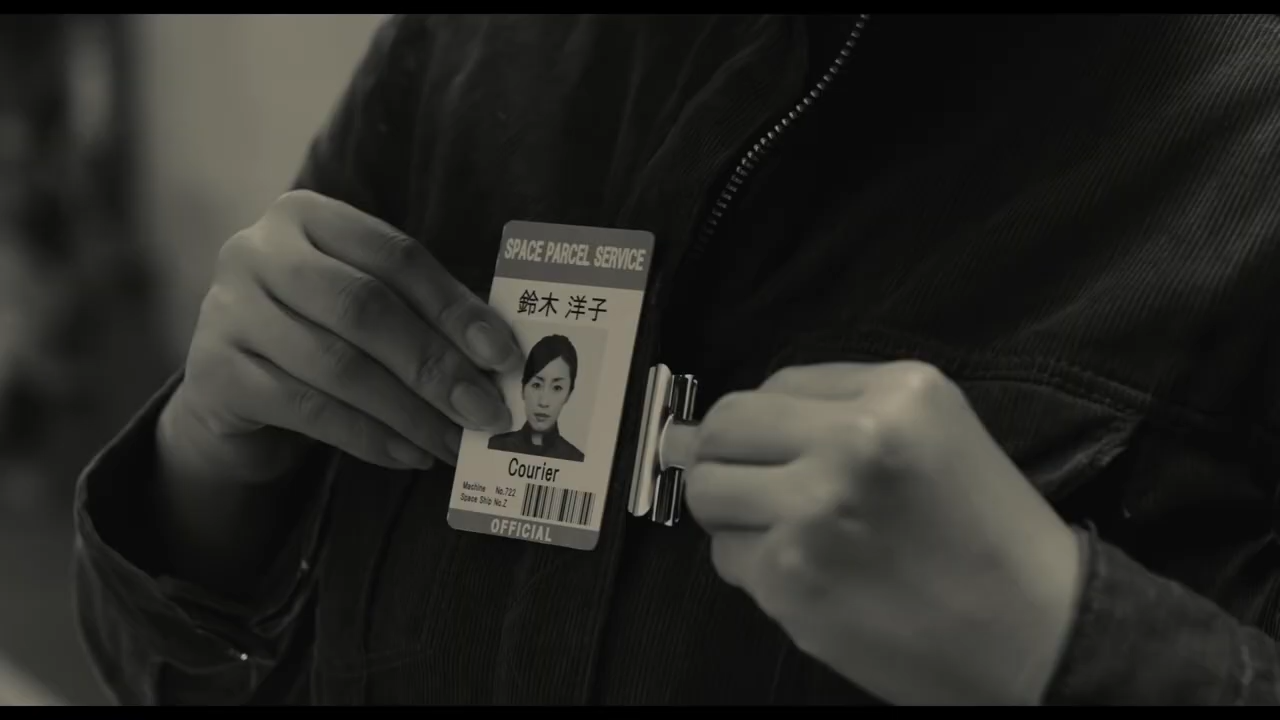 SPACE PARCEL SERVICE
鈴木 洋子
Courier
Machine No.722
Space Ship No.Z
OFFICIAL